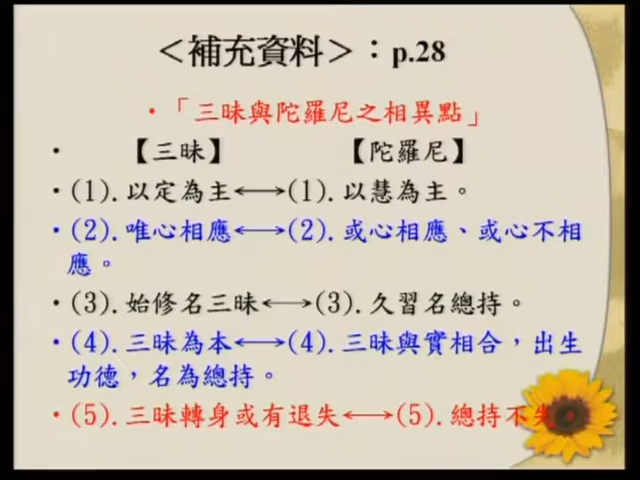 ＜補充資料＞：p.28
•「三昧與陀羅尼之相異點」
• 【三昧】 【陀羅尼】
•(1).以定為主⟷(1).以慧為主。
•(2).唯心相應⟷(2).或心相應、或心不相
應。
•(3).始修名三昧⟷(3).久習名總持。
•(4).三昧為本⟷(4).三昧與實相合，出生
功德，名為總持。
•(5).三昧轉身或有退失⟷(5).總持不失。